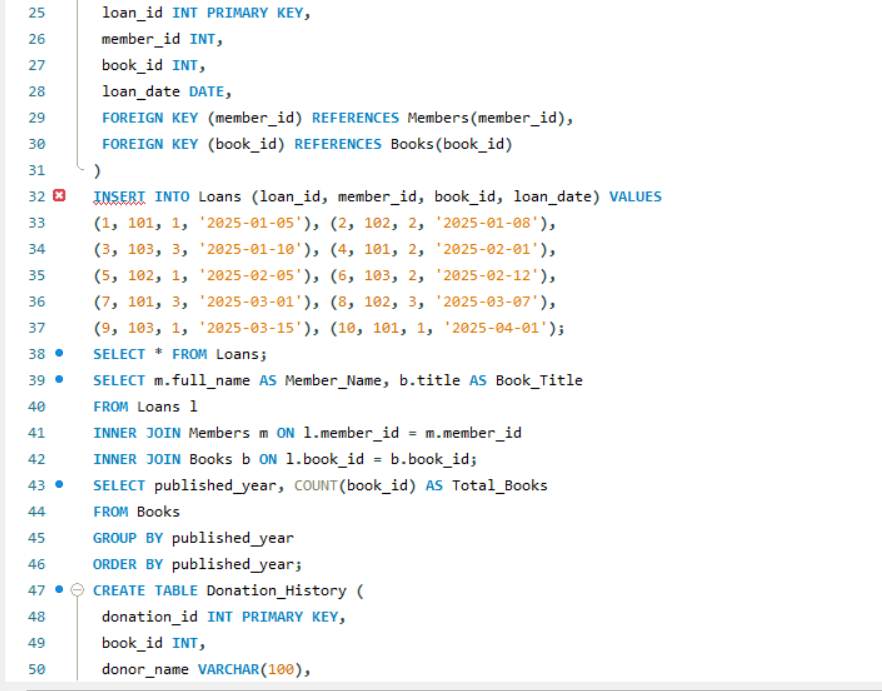 25 loan_id INT PRIMARY KEY,
26 member_id INT,
27 book_id INT,
28 loan_date DATE,
29 FOREIGN KEY (member_id) REFERENCES Members(member_id),
30 FOREIGN KEY (book_id) REFERENCES Books(book_id)
31 )
32 INSERT INTO Loans (loan_id, member_id, book_id, loan_date) VALUES
33 (1, 101, 1, '2025-01-05'), (2, 102, 2, '2025-01-08'),
34 (3, 103, 3, '2025-01-10'), (4, 101, 2, '2025-02-01'),
35 (5, 102, 1, '2025-02-05'), (6, 103, 2, '2025-02-12'),
36 (7, 101, 3, '2025-03-01'), (8, 102, 3, '2025-03-07'),
37 (9, 103, 1, '2025-03-15'), (10, 101, 1, '2025-04-01');
38 SELECT * FROM Loans;
39 SELECT m.full_name AS Member_Name, b.title AS Book_Title
40 FROM Loans l
41 INNER JOIN Members m ON l.member_id = m.member_id
42 INNER JOIN Books b ON l.book_id = b.book_id;
43 SELECT published_year, COUNT(book_id) AS Total_Books
44 FROM Books
45 GROUP BY published_year
46 ORDER BY published_year;
47 CREATE TABLE Donation_History (
48 donation_id INT PRIMARY KEY,
49 book_id INT,
50 donor_name VARCHAR(100),